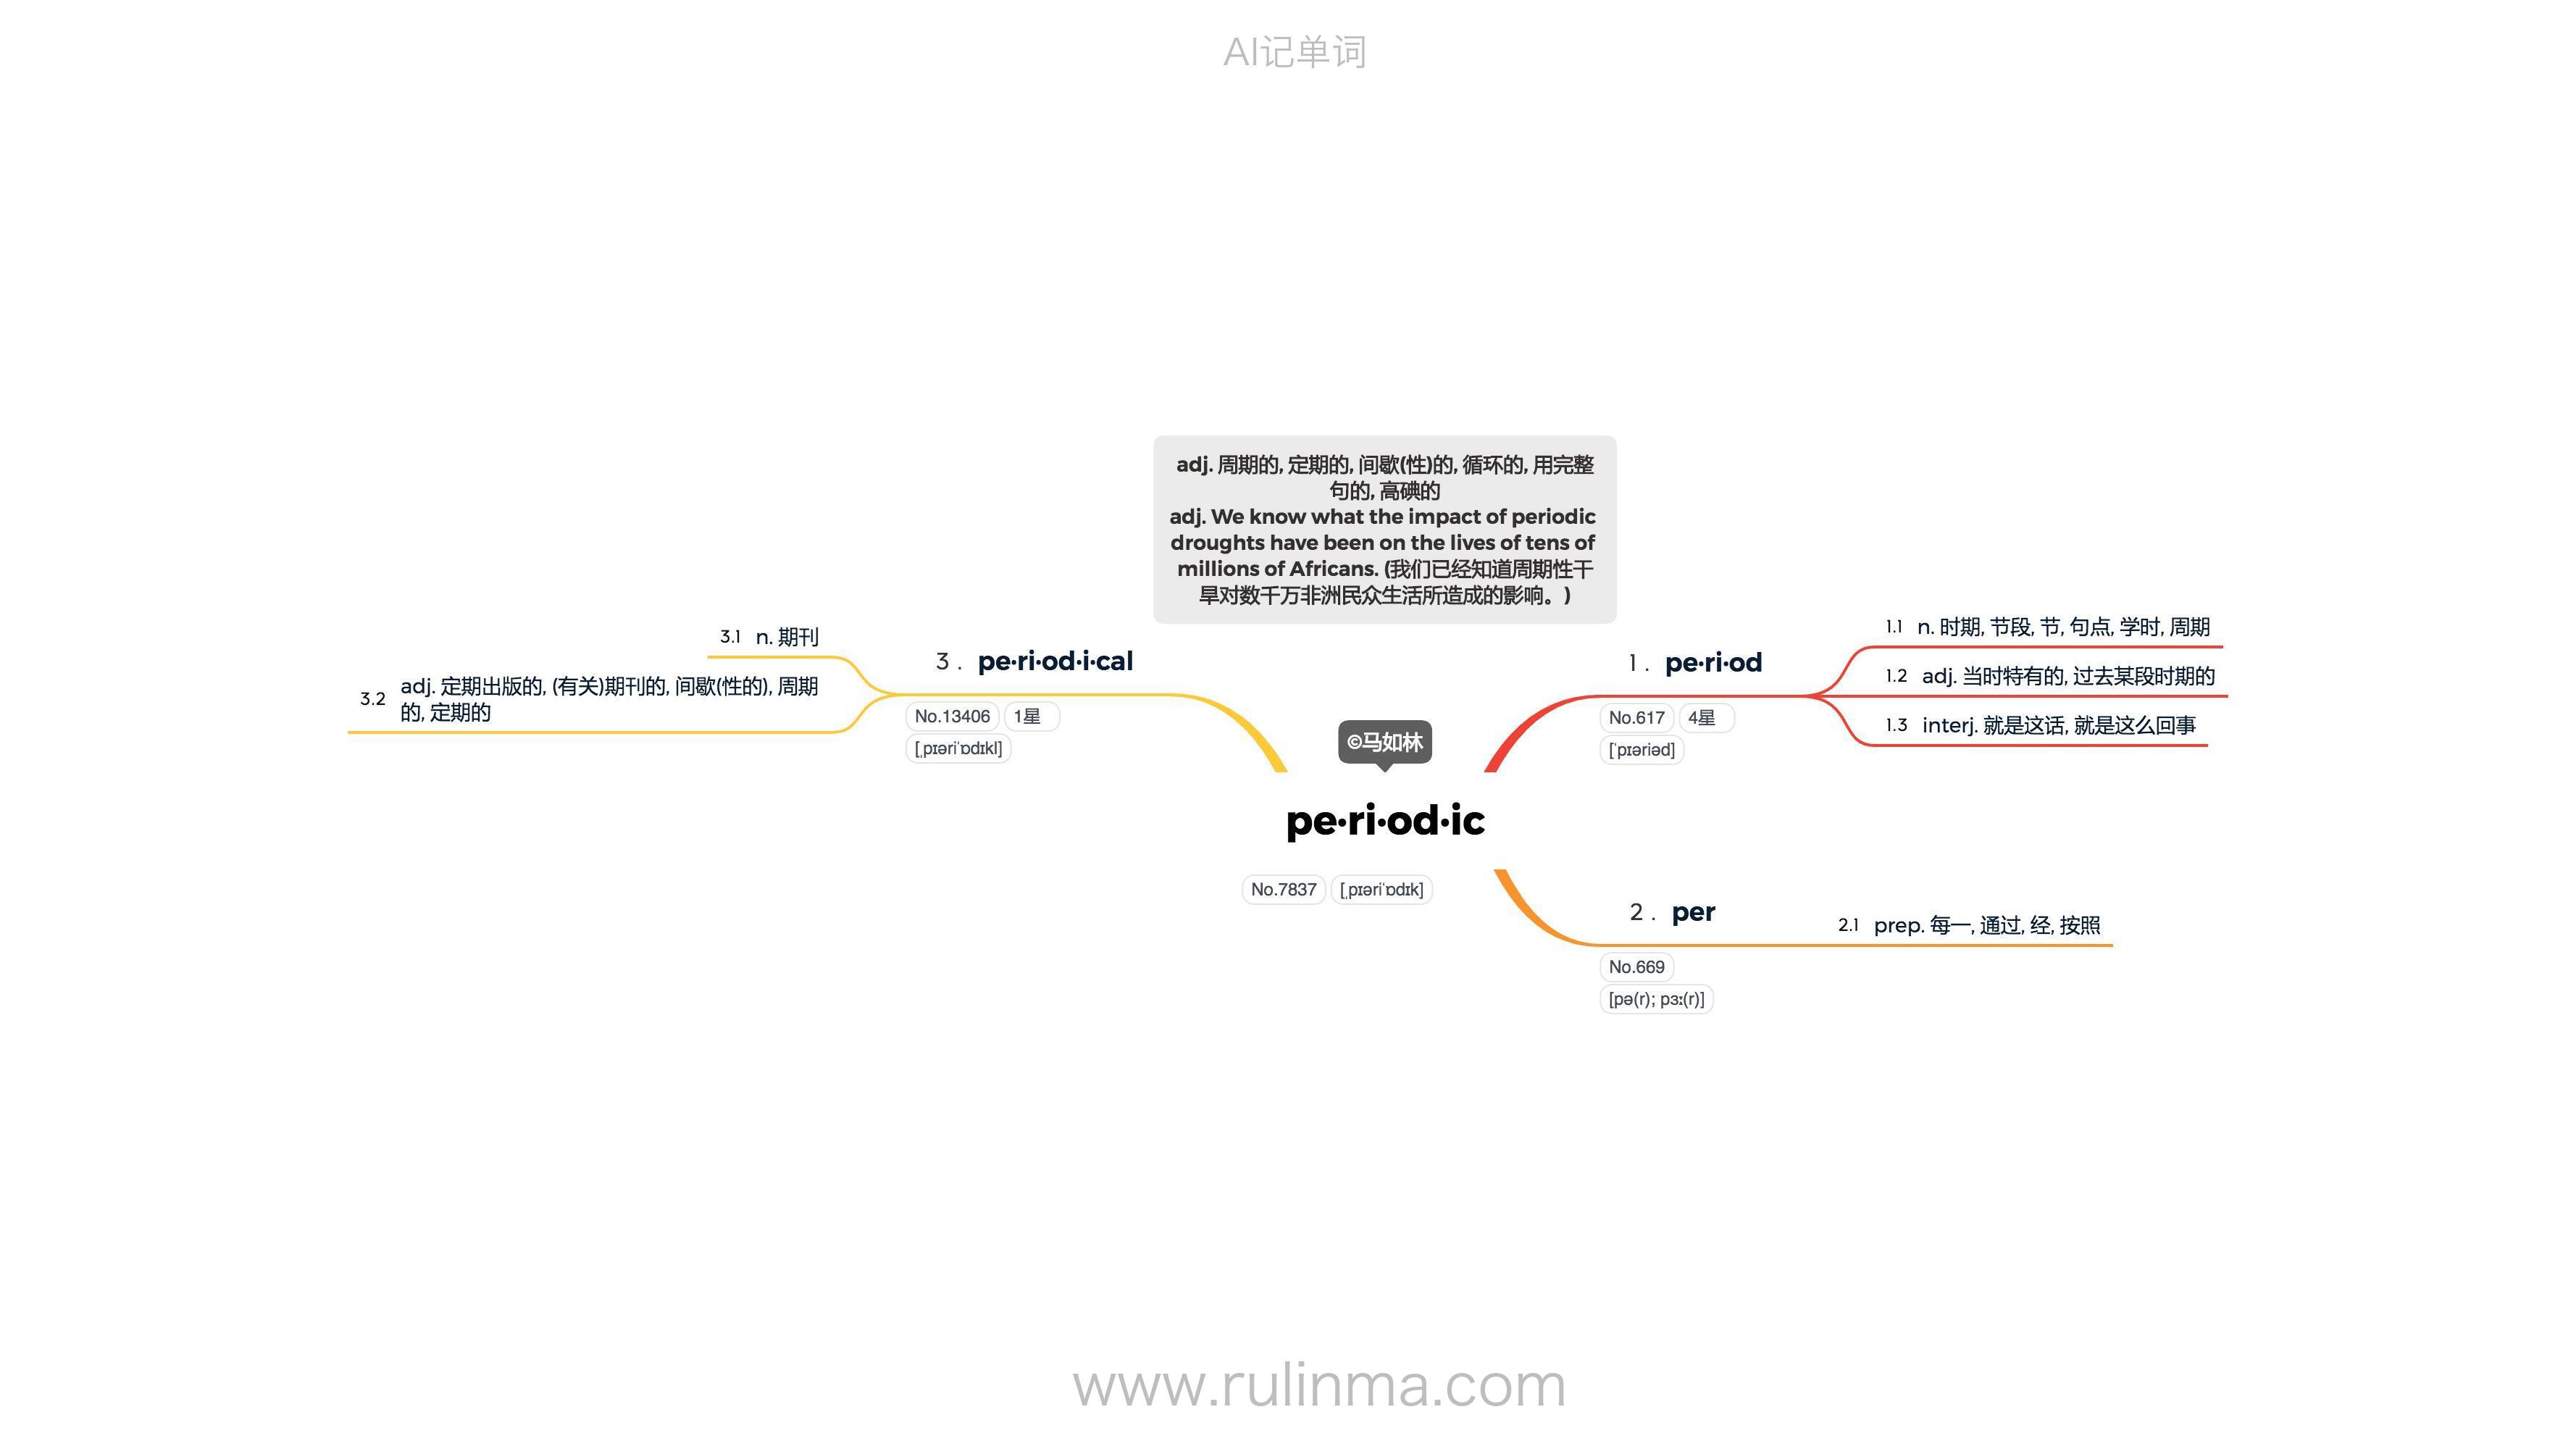 AI记单词
adj. 周期的, 定期的, 间歇(性)的, 循环的, 用完整
句的, 高碘的
adj. We know what the impact of periodic
droughts have been on the lives of tens of
millions of Africans. (我们已经知道周期性干
旱对数千万非洲民众生活所造成的影响。)
©马如林
pe·ri·od·ic
No.7837 [ˌpɪəriˈɒdɪk]
1 . pe·ri·od
No.617 4星
[ˈpɪəriəd]
1.1 n. 时期, 节段, 节, 句点, 学时, 周期
1.2 adj. 当时特有的, 过去某段时期的
1.3 interj. 就是这话, 就是这么回事
2 . per
No.669
[pə(r); pɜː(r)]
2.1 prep. 每一, 通过, 经, 按照
3 . pe·ri·od·i·cal
No.13406 1星
[ˌpɪəriˈɒdɪkl]
3.1 n. 期刊
3.2 adj. 定期出版的, (有关)期刊的, 间歇(性的), 周期
的, 定期的
www.rulinma.com